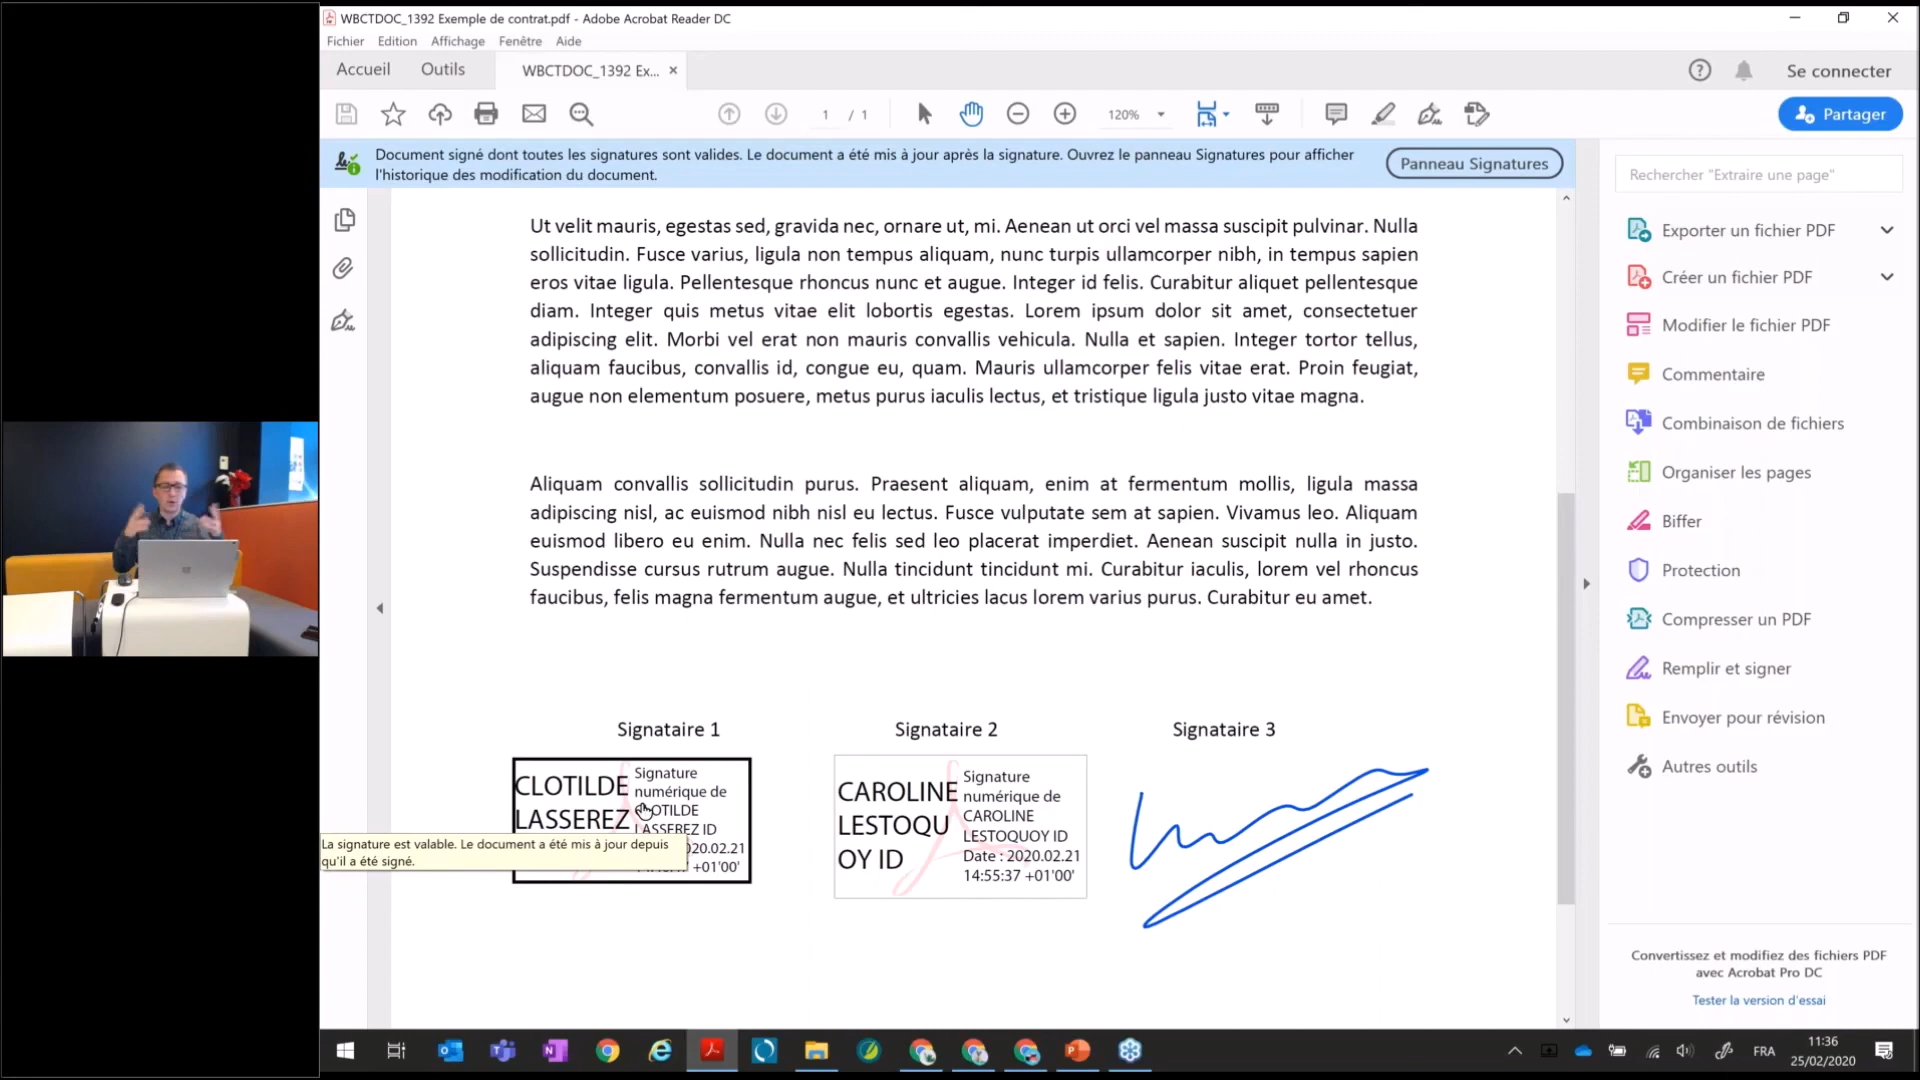 WBCTDOC_1392 Exemple de contrat.pdf - Adobe Acrobat Reader DC
Fichier Edition Affichage Fenêtre Aide
Accueil Outils WBCTDOC_1392 Ex... × Se connecter
1 / 1 120% Partager
Document signé dont toutes les signatures sont valides. Le document a été mis à jour après la signature. Ouvrez le panneau Signatures pour afficher
l'historique des modification du document.
Panneau Signatures
Rechercher "Extraire une page"
Exporter un fichier PDF
Créer un fichier PDF
Modifier le fichier PDF
Commentaire
Combinaison de fichiers
Organiser les pages
Biffer
Protection
Compresser un PDF
Remplir et signer
Envoyer pour révision
Autres outils
Convertissez et modifiez des fichiers PDF
avec Acrobat Pro DC
Tester la version d'essai
Ut velit mauris, egestas sed, gravida nec, ornare ut, mi. Aenean ut orci vel massa suscipit pulvinar. Nulla
sollicitudin. Fusce varius, ligula non tempus aliquam, nunc turpis ullamcorper nibh, in tempus sapien
eros vitae ligula. Pellentesque rhoncus nunc et augue. Integer id felis. Curabitur aliquet pellentesque
diam. Integer quis metus vitae elit lobortis egestas. Lorem ipsum dolor sit amet, consectetuer
adipiscing elit. Morbi vel erat non mauris convallis vehicula. Nulla et sapien. Integer tortor tellus,
aliquam faucibus, convallis id, congue eu, quam. Mauris ullamcorper felis vitae erat. Proin feugiat,
augue non elementum posuere, metus purus iaculis lectus, et tristique ligula justo vitae magna.
Aliquam convallis sollicitudin purus. Praesent aliquam, enim at fermentum mollis, ligula massa
adipiscing nisl, ac euismod nibh nisl eu lectus. Fusce vulputate sem at sapien. Vivamus leo. Aliquam
euismod libero eu enim. Nulla nec felis sed leo placerat imperdiet. Aenean suscipit nulla in justo.
Suspendisse cursus rutrum augue. Nulla tincidunt tincidunt mi. Curabitur iaculis, lorem vel rhoncus
faucibus, felis magna fermentum augue, et ultricies lacus lorem varius purus. Curabitur eu amet.
Signataire 1 Signataire 2 Signataire 3
CLOTILDE
LASSEREZ
Signature
numérique de
CLOTILDE
LASSEREZ ID
2020.02.21
+01'00'
La signature est valable. Le document a été mis à jour depuis
qu'il a été signé.
CAROLINE
LESTOQU
OY ID
Signature
numérique de
CAROLINE
LESTOQUOY ID
Date : 2020.02.21
14:55:37 +01'00'
FRA
11:36
25/02/2020